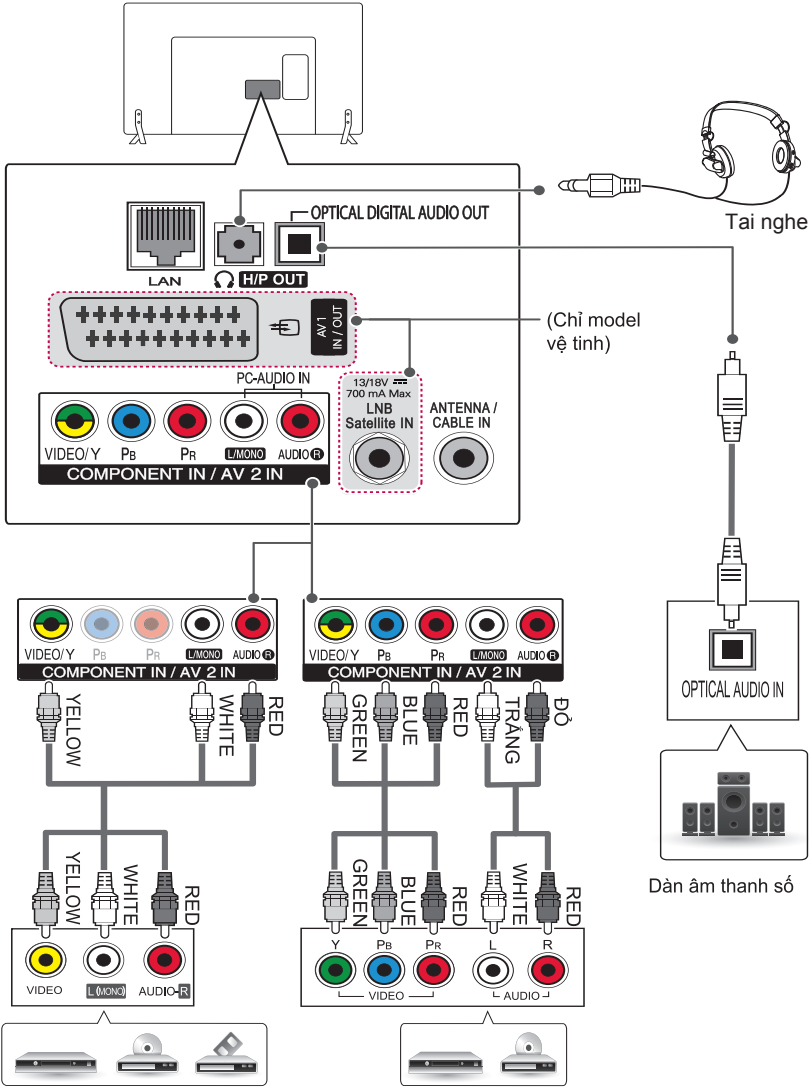 Tai nghe
OPTICAL DIGITAL AUDIO OUT
LAN
H/P OUT
AV 1
IN / OUT
(Chỉ model
vệ tinh)
PC-AUDIO IN
13/18V
700 mA Max
LNB
Satellite IN
ANTENNA /
CABLE IN
VIDEO/Y PB PR L/MONO AUDIO R
COMPONENT IN / AV 2 IN
VIDEO/Y PB PR L/MONO AUDIO R
COMPONENT IN / AV 2 IN
VIDEO/Y PB PR L/MONO AUDIO R
COMPONENT IN / AV 2 IN
OPTICAL AUDIO IN
YELLOW
WHITE
RED
GREEN
BLUE
RED
TRẮNG
ĐỎ
Dàn âm thanh số
YELLOW
WHITE
RED
GREEN
BLUE
RED
WHITE
RED
VIDEO L (MONO) AUDIO-R
Y PB PR L R
VIDEO AUDIO